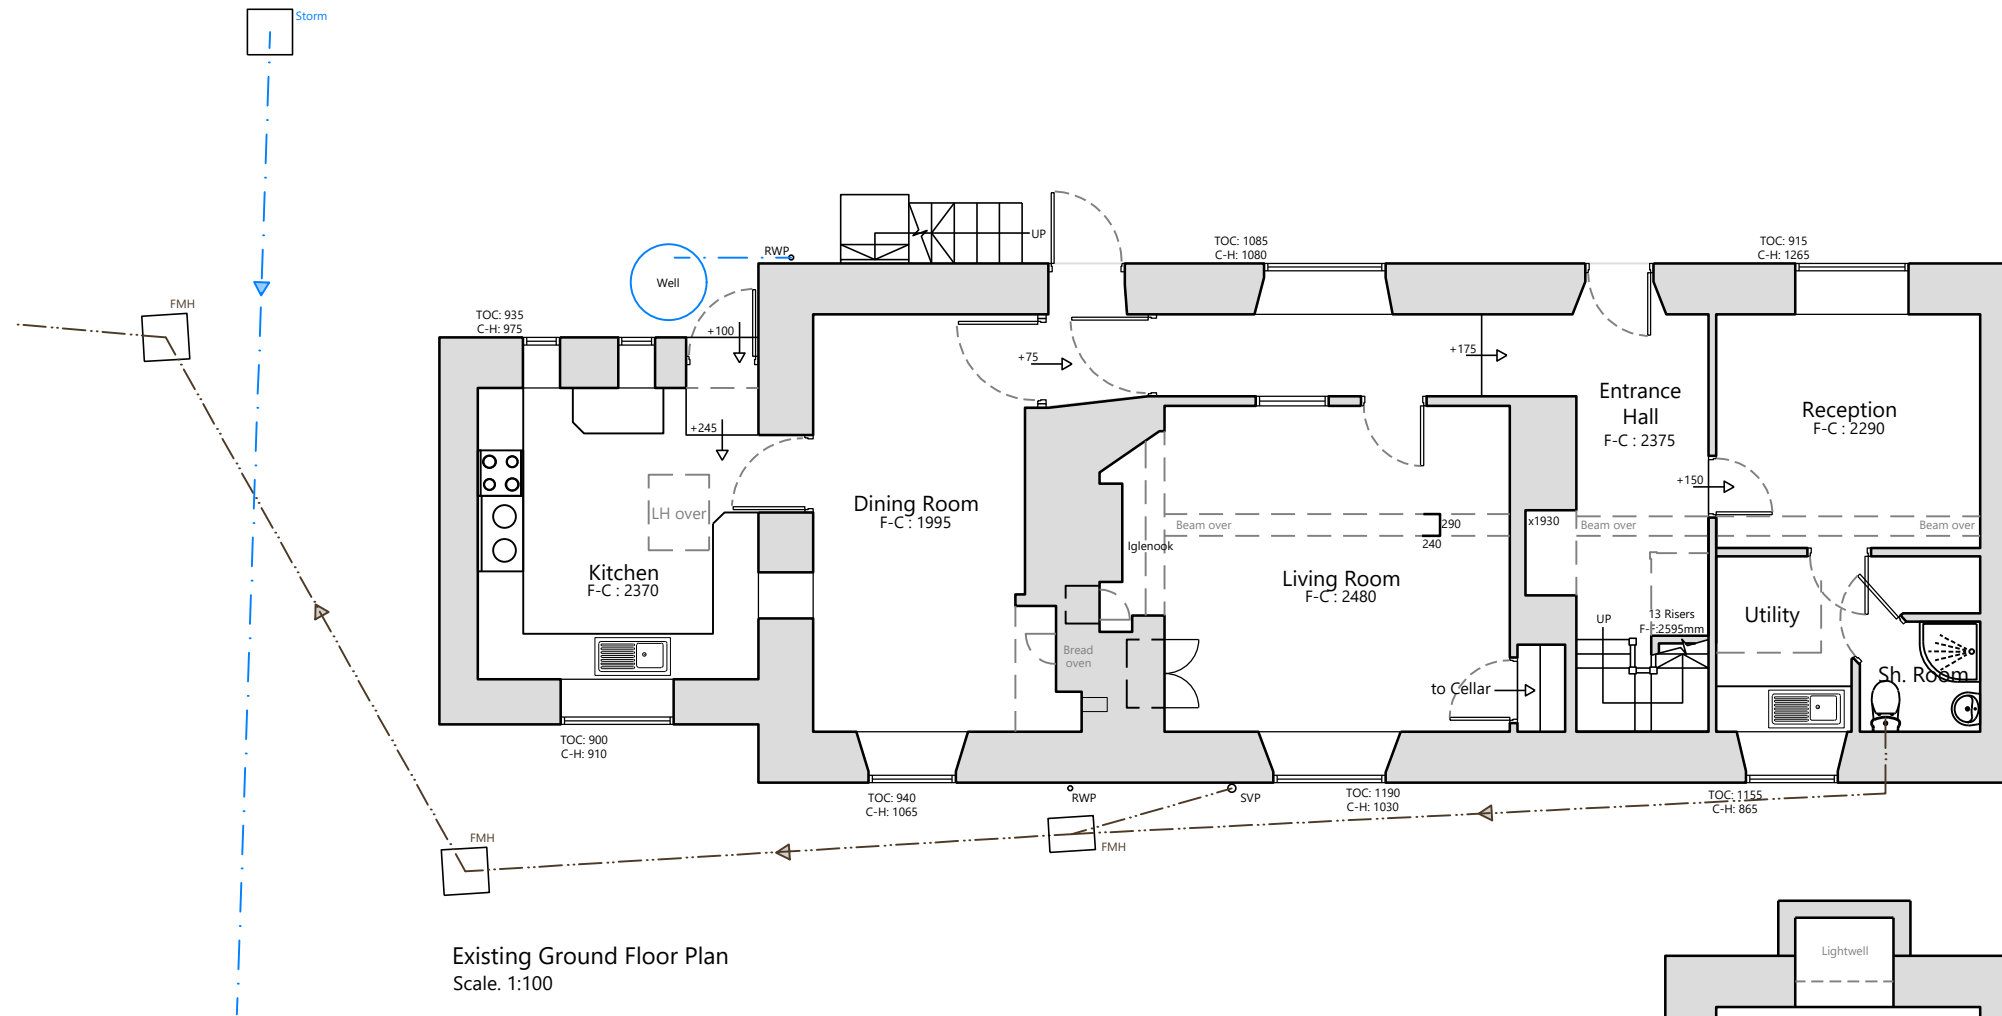 Storm
FMH
Well
RWP
UP
TOC: 1085
C-H: 1080
TOC: 915
C-H: 1265
TOC: 935
C-H: 975
+100
+75
+175
+245
Entrance
Hall
F-C : 2375
Reception
F-C : 2290
+150
LH over
Dining Room
F-C : 1995
Beam over
290
240
x1930
Beam over
Beam over
Iglenook
Kitchen
F-C : 2370
Living Room
F-C : 2480
UP
13 Risers
F-F:2595mm
Utility
Bread
oven
to Cellar
Sh. Room
TOC: 900
C-H: 910
TOC: 940
C-H: 1065
RWP
SVP
TOC: 1190
C-H: 1030
TOC: 1155
C-H: 865
FMH
FMH
Existing Ground Floor Plan
Scale. 1:100
Lightwell